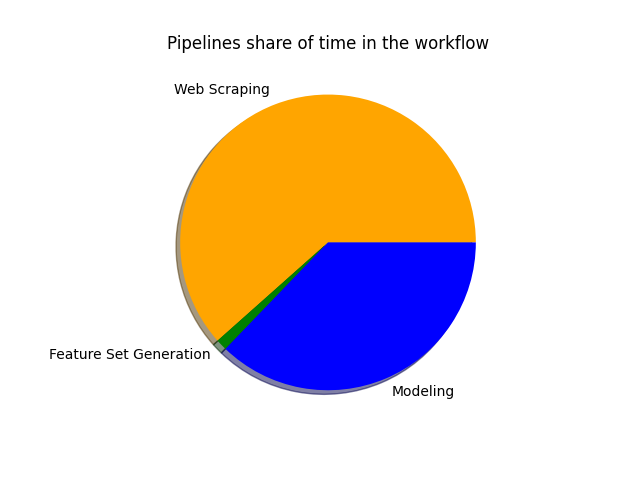 Pipelines share of time in the workflow
Web Scraping
Feature Set Generation
Modeling